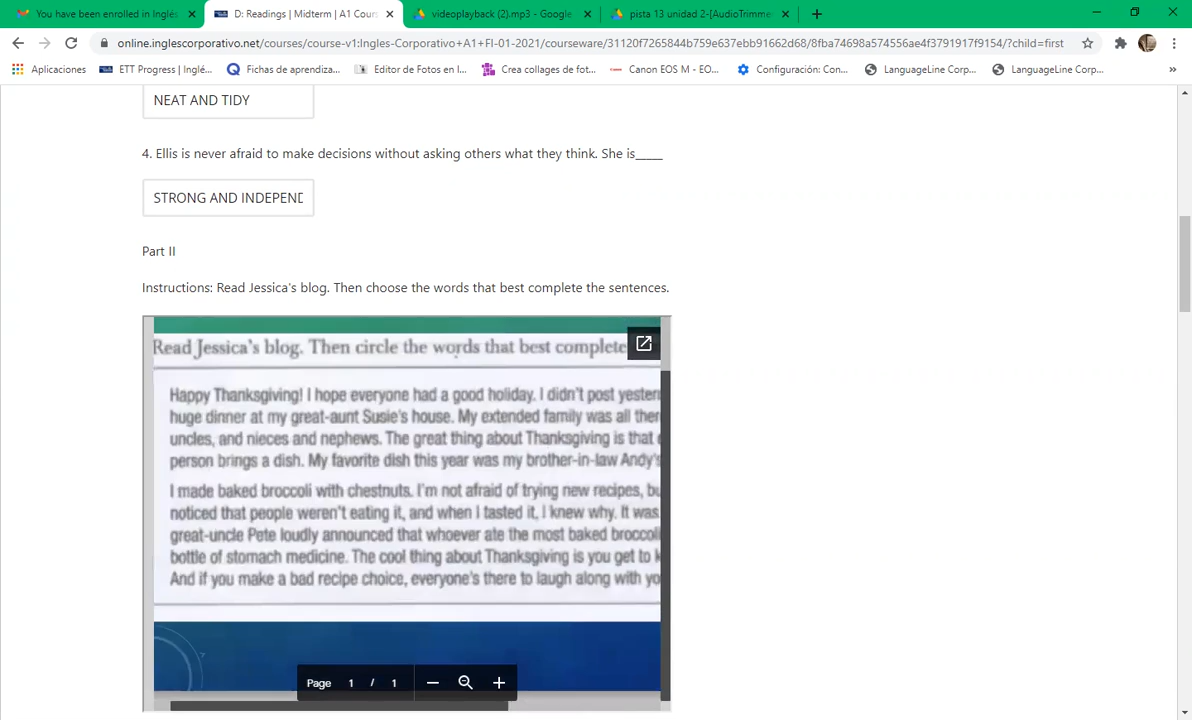 You have been enrolled in Inglés
D: Readings | Midterm | A1 Cours
videoplayback (2).mp3 - Google
pista 13 unidad 2-[AudioTrimme
online.inglescorporativo.net/courses/course-v1:Ingles-Corporativo+A1+FI-01-2021/courseware/31120f7265844b759e637ebb91662d68/8fba74698a574556ae4f3791917f9154/?child=first
Aplicaciones
ETT Progress | Inglé...
Fichas de aprendiza...
Editor de Fotos en l...
Crea collages de fot...
Canon EOS M - EO...
Configuración: Con...
LanguageLine Corp...
LanguageLine Corp...
NEAT AND TIDY
4. Ellis is never afraid to make decisions without asking others what they think. She is_____
STRONG AND INDEPEND
Part II
Instructions: Read Jessica's blog. Then choose the words that best complete the sentences.
Read Jessica's blog. Then circle the words that best complete
Happy Thanksgiving! I hope everyone had a good holiday. I didn't post yester
huge dinner at my great-aunt Susie's house. My extended family was all ther
uncles, and nieces and nephews. The great thing about Thanksgiving is that
person brings a dish. My favorite dish this year was my brother-in-law Andy's
I made baked broccoli with chestnuts. I'm not afraid of trying new recipes, bu
noticed that people weren't eating it, and when I tasted it, I knew why. It was
great-uncle Pete loudly announced that whoever ate the most baked broccoli
bottle of stomach medicine. The cool thing about Thanksgiving is you get to k
And if you make a bad recipe choice, everyone's there to laugh along with yo
Page 1 / 1